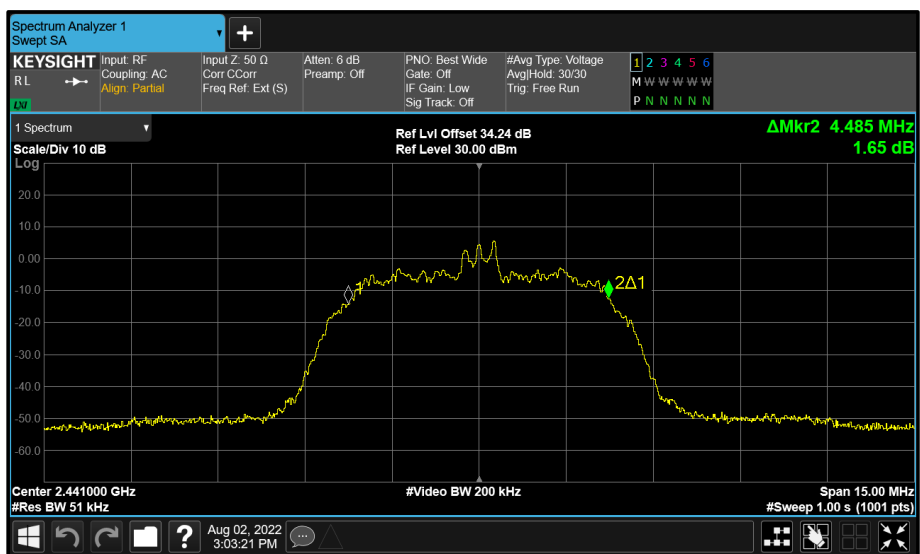 Spectrum Analyzer 1
Swept SA
+
KEYSIGHT
RL
LXI
Input: RF
Coupling: AC
Align: Partial
Input Z: 50 Ω
Corr CCorr
Freq Ref: Ext (S)
Atten: 6 dB
Preamp: Off
PNO: Best Wide
Gate: Off
IF Gain: Low
Sig Track: Off
#Avg Type: Voltage
Avg|Hold: 30/30
Trig: Free Run
1 2 3 4 5 6
M W W W W W
P N N N N N
1 Spectrum
Scale/Div 10 dB
Ref Lvl Offset 34.24 dB
Ref Level 30.00 dBm
ΔMkr2 4.485 MHz
1.65 dB
Log
20.0
10.0
0.00
-10.0
-20.0
-30.0
-40.0
-50.0
-60.0
1
2Δ1
Center 2.441000 GHz
#Res BW 51 kHz
#Video BW 200 kHz
Span 15.00 MHz
#Sweep 1.00 s (1001 pts)
?
Aug 02, 2022
3:03:21 PM